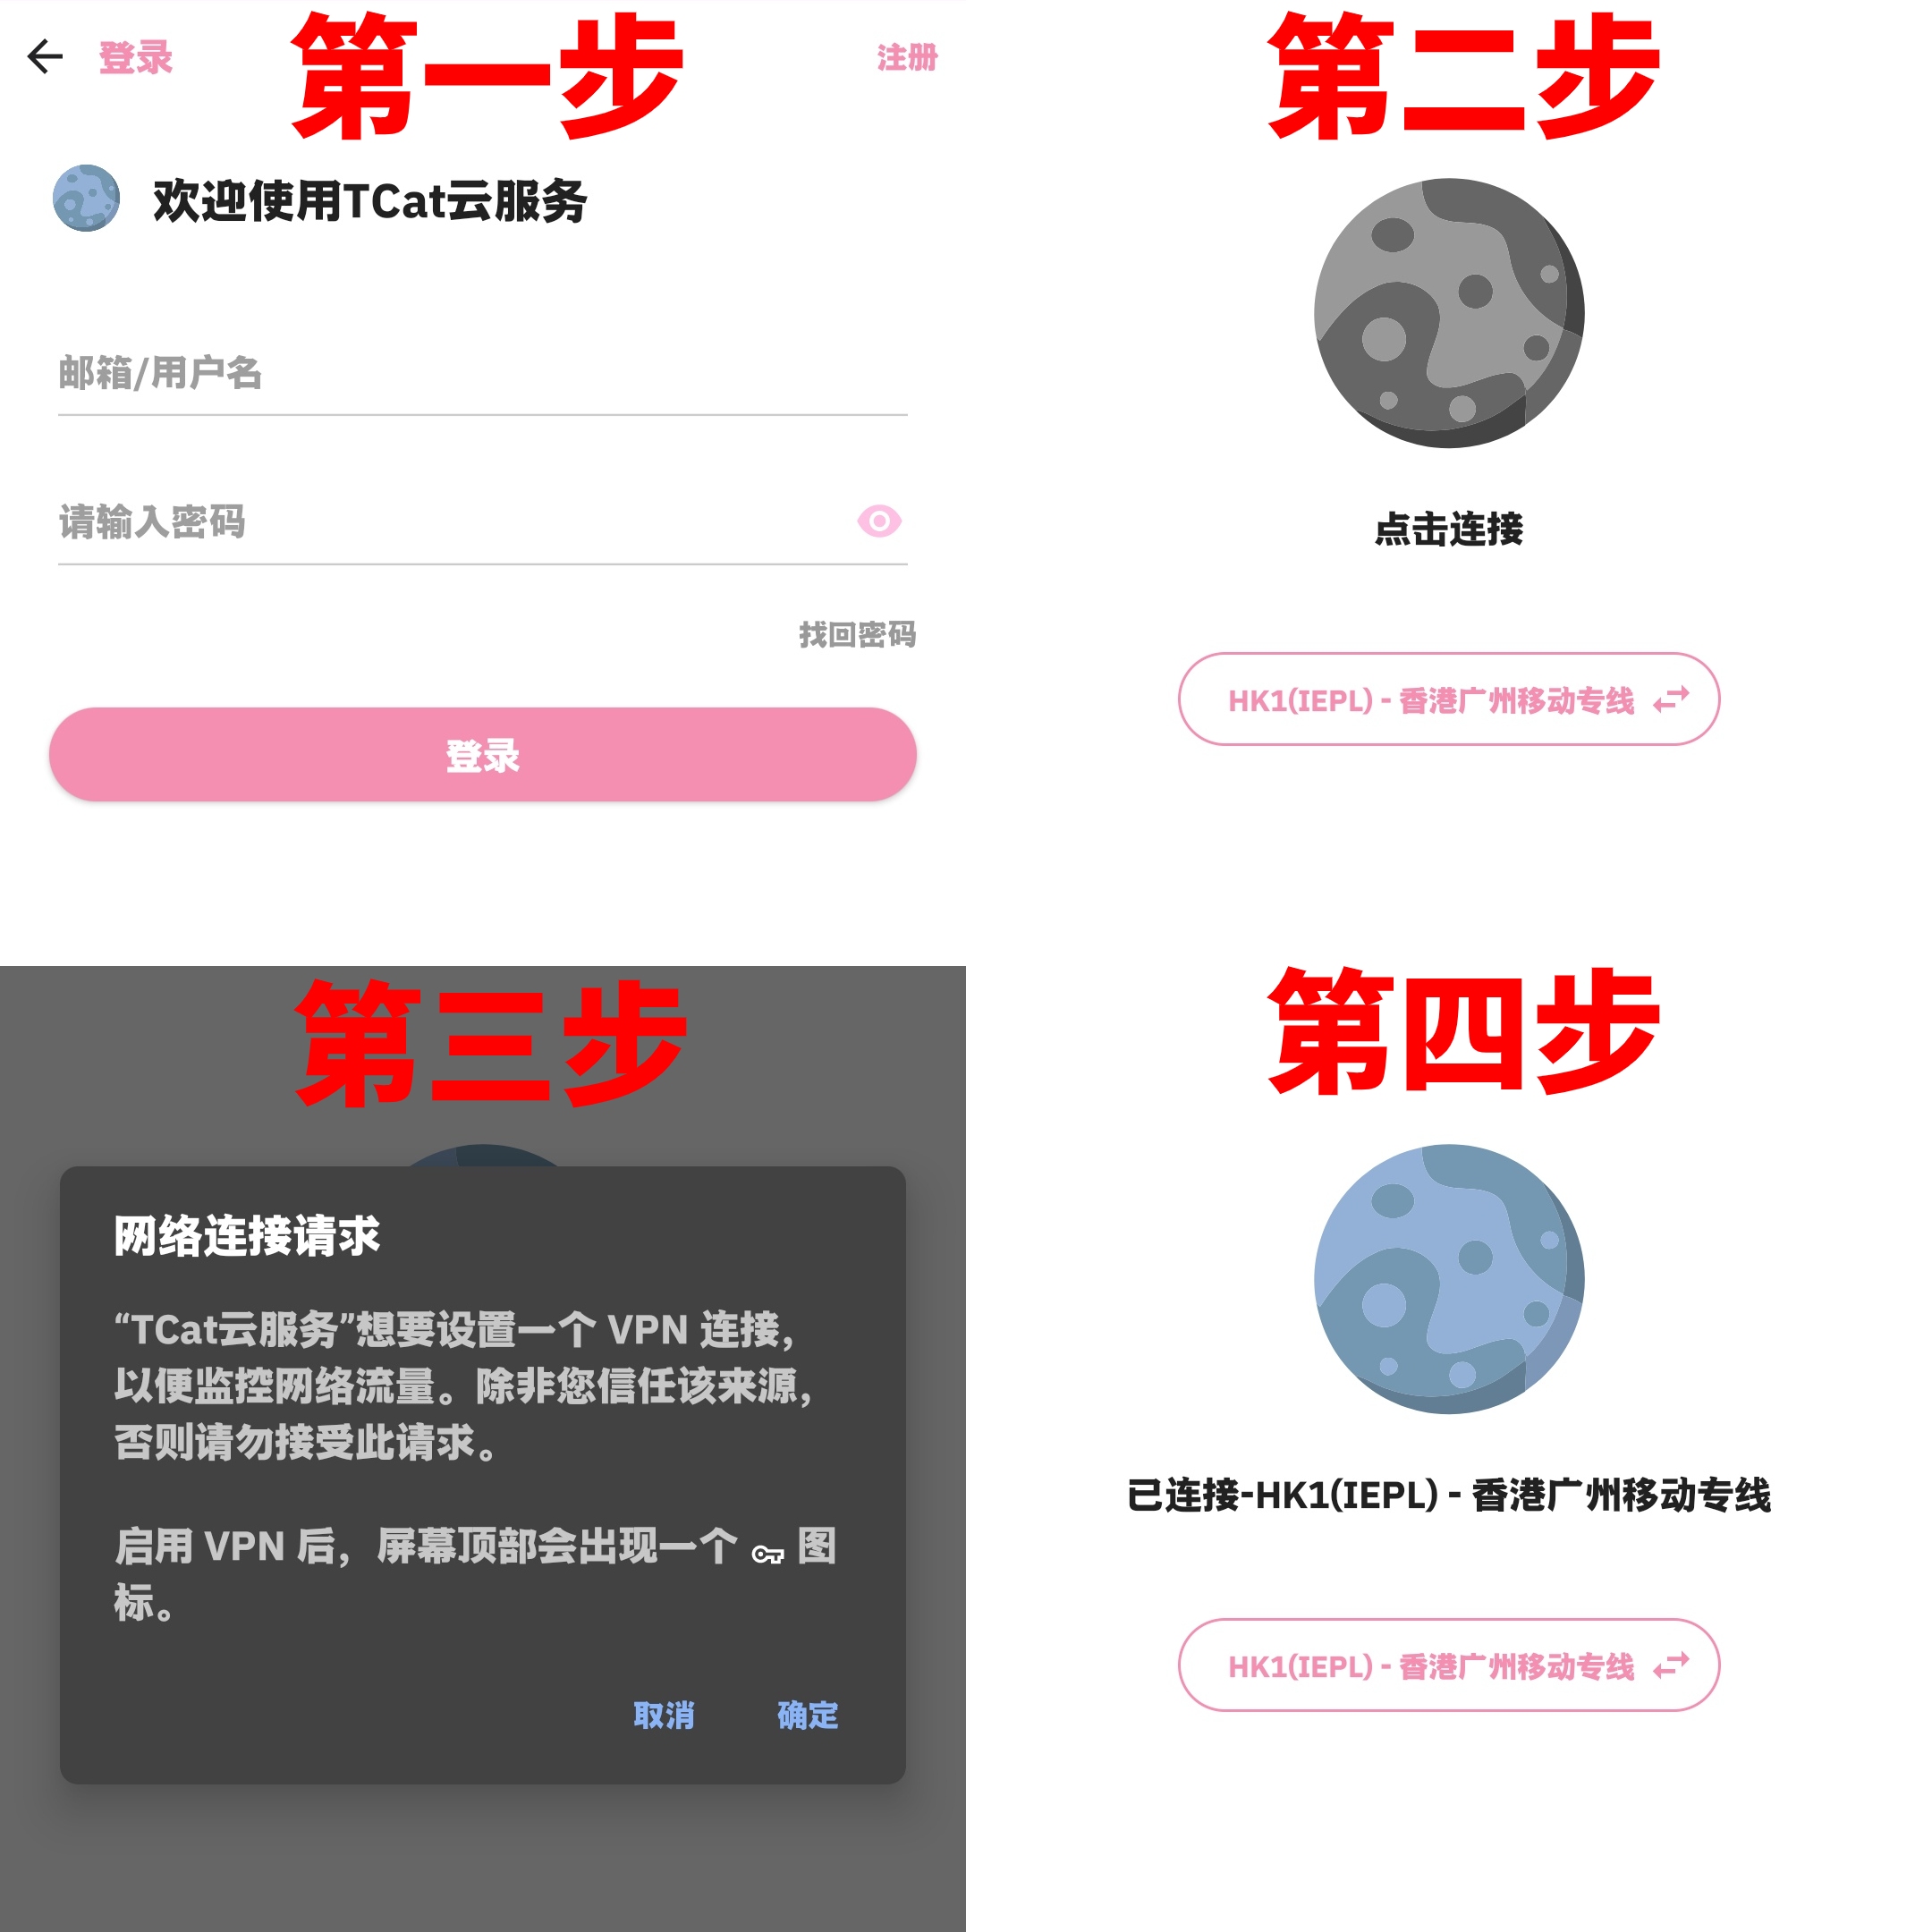 第一步
登录
注册
欢迎使用TCat云服务
邮箱/用户名
请输入密码
找回密码
登录
第二步
点击连接
HK1(IEPL) - 香港广州移动专线
第三步
网络连接请求
“TCat云服务”想要设置一个 VPN 连接，
以便监控网络流量。除非您信任该来源，
否则请勿接受此请求。
启用 VPN 后， 屏幕顶部会出现一个 图
标。
取消 确定
第四步
已连接-HK1(IEPL) - 香港广州移动专线
HK1(IEPL) - 香港广州移动专线